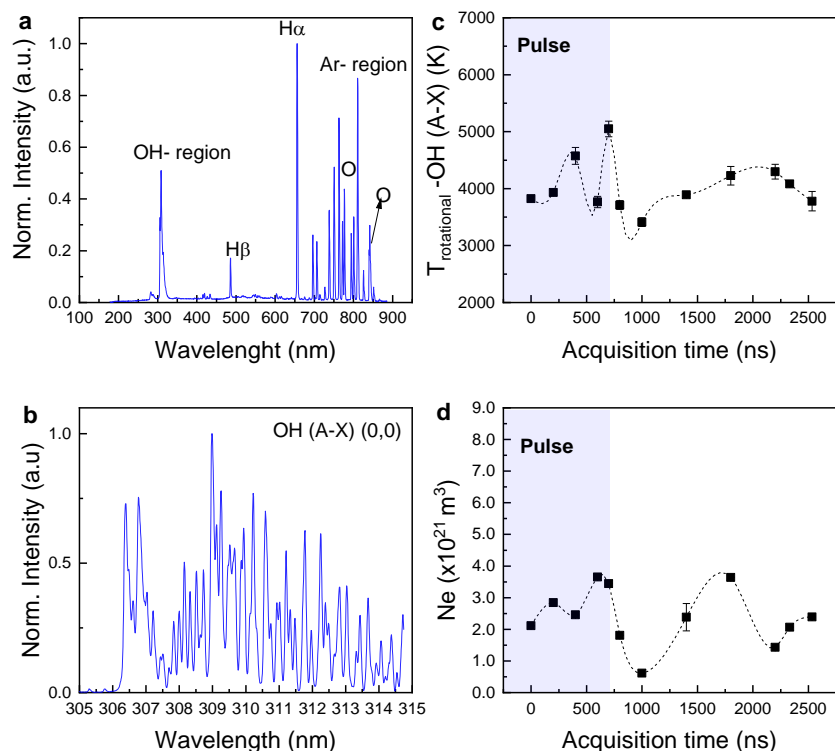 a
Hα
Ar- region
OH- region
O
O
Hβ
Norm. Intensity (a.u.)
1.0
0.8
0.6
0.4
0.2
0.0
100 200 300 400 500 600 700 800 900
Wavelenght (nm)
c
Pulse
T rotational -OH (A-X) (K)
7000
6000
5000
4000
3000
2000
0 500 1000 1500 2000 2500
Acquisition time (ns)
b
OH (A-X) (0,0)
Norm. Intensity (a.u)
1.0
0.5
0.0
305 306 307 308 309 310 311 312 313 314 315
Wavelength (nm)
d
Pulse
Ne (x10²¹ m³)
9.0
8.0
7.0
6.0
5.0
4.0
3.0
2.0
1.0
0.0
0 500 1000 1500 2000 2500
Acquisition time (ns)